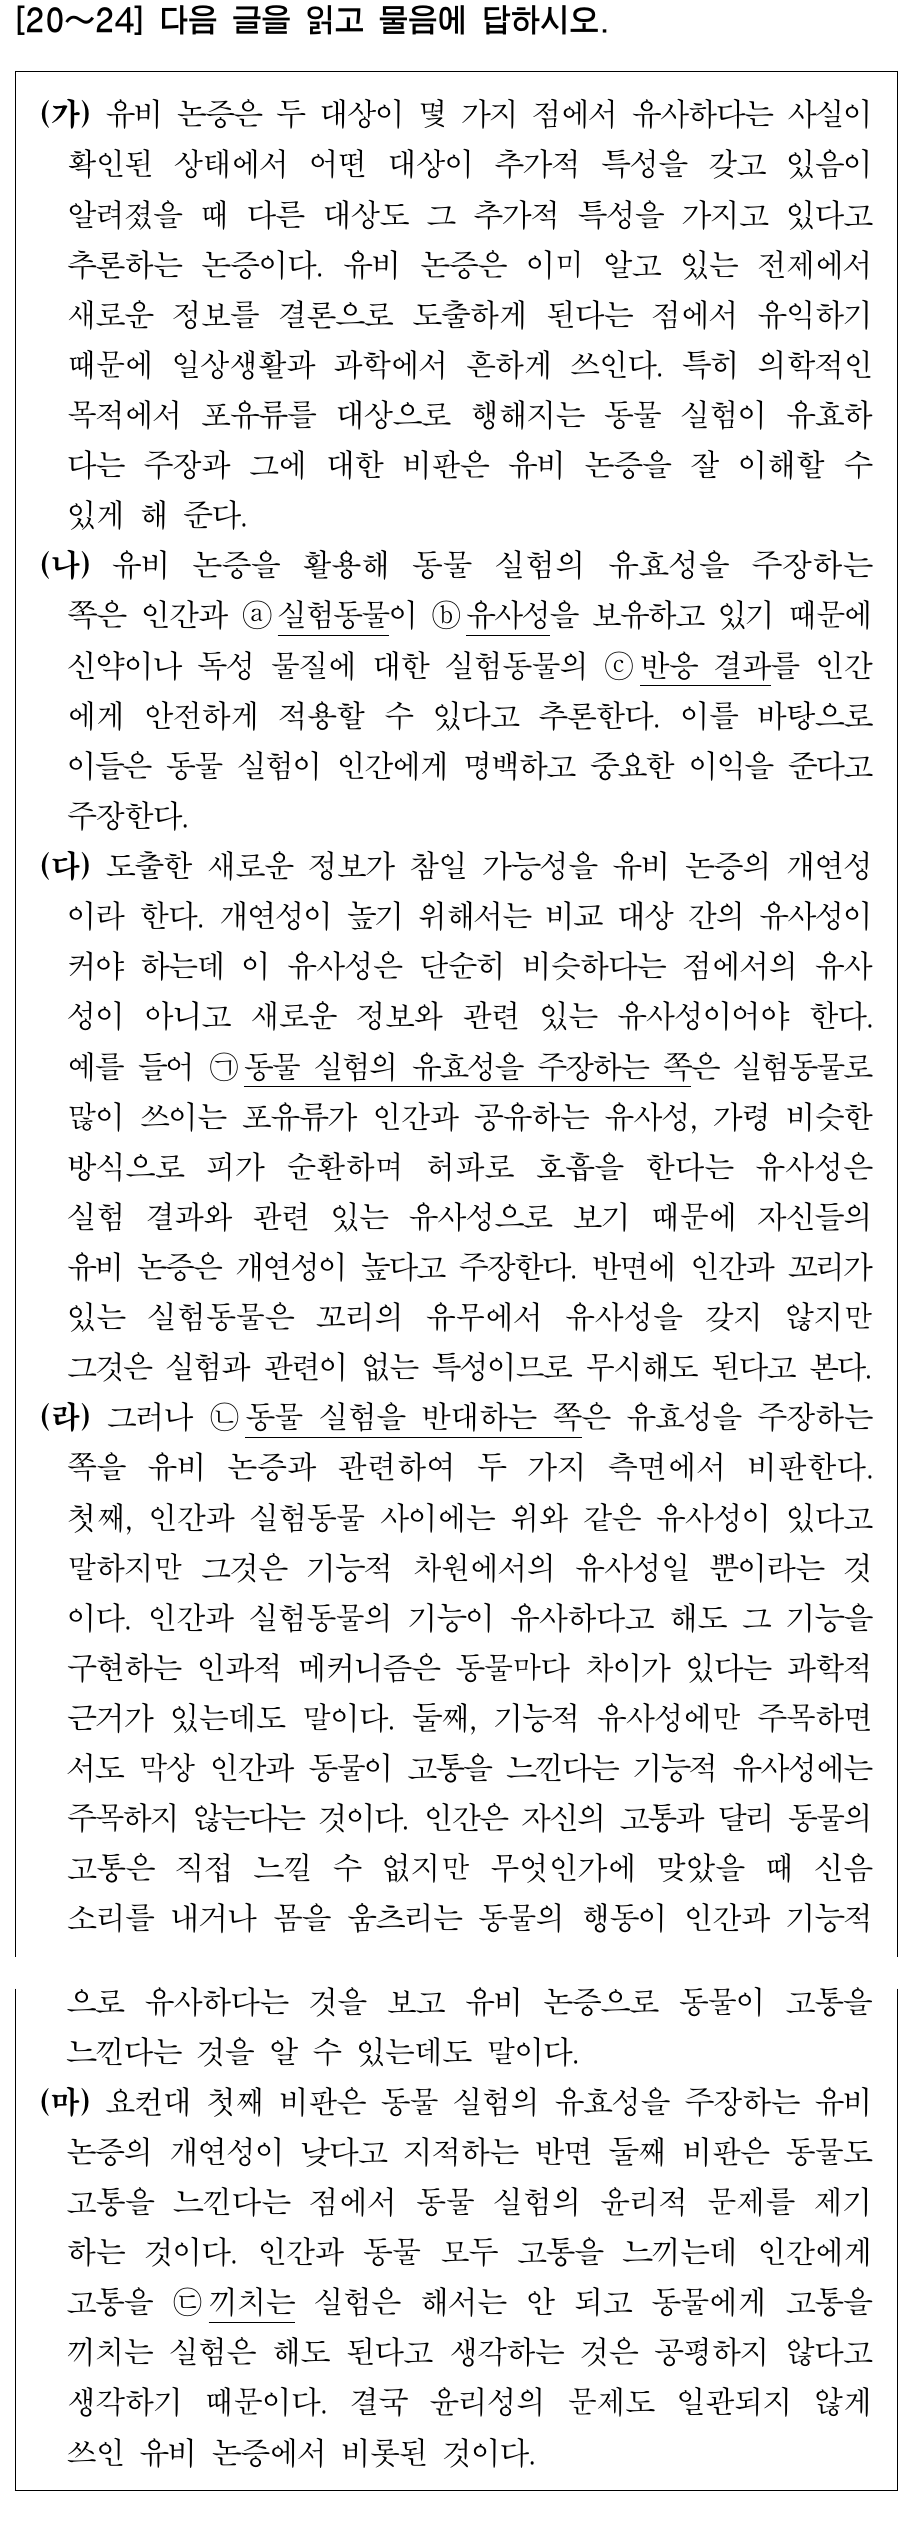 [20～24] 다음 글을 읽고 물음에 답하시오.
(가) 유비 논증은 두 대상이 몇 가지 점에서 유사하다는 사실이
확인된 상태에서 어떤 대상이 추가적 특성을 갖고 있음이
알려졌을 때 다른 대상도 그 추가적 특성을 가지고 있다고
추론하는 논증이다. 유비 논증은 이미 알고 있는 전제에서
새로운 정보를 결론으로 도출하게 된다는 점에서 유익하기
때문에 일상생활과 과학에서 흔하게 쓰인다. 특히 의학적인
목적에서 포유류를 대상으로 행해지는 동물 실험이 유효하
다는 주장과 그에 대한 비판은 유비 논증을 잘 이해할 수
있게 해 준다.
(나) 유비 논증을 활용해 동물 실험의 유효성을 주장하는
쪽은 인간과 ⓐ실험동물이 ⓑ유사성을 보유하고 있기 때문에
신약이나 독성 물질에 대한 실험동물의 ⓒ반응 결과를 인간
에게 안전하게 적용할 수 있다고 추론한다. 이를 바탕으로
이들은 동물 실험이 인간에게 명백하고 중요한 이익을 준다고
주장한다.
(다) 도출한 새로운 정보가 참일 가능성을 유비 논증의 개연성
이라 한다. 개연성이 높기 위해서는 비교 대상 간의 유사성이
커야 하는데 이 유사성은 단순히 비슷하다는 점에서의 유사
성이 아니고 새로운 정보와 관련 있는 유사성이어야 한다.
예를 들어 ㉠동물 실험의 유효성을 주장하는 쪽은 실험동물로
많이 쓰이는 포유류가 인간과 공유하는 유사성, 가령 비슷한
방식으로 피가 순환하며 허파로 호흡을 한다는 유사성은
실험 결과와 관련 있는 유사성으로 보기 때문에 자신들의
유비 논증은 개연성이 높다고 주장한다. 반면에 인간과 꼬리가
있는 실험동물은 꼬리의 유무에서 유사성을 갖지 않지만
그것은 실험과 관련이 없는 특성이므로 무시해도 된다고 본다.
(라) 그러나 ㉡동물 실험을 반대하는 쪽은 유효성을 주장하는
쪽을 유비 논증과 관련하여 두 가지 측면에서 비판한다.
첫째, 인간과 실험동물 사이에는 위와 같은 유사성이 있다고
말하지만 그것은 기능적 차원에서의 유사성일 뿐이라는 것
이다. 인간과 실험동물의 기능이 유사하다고 해도 그 기능을
구현하는 인과적 메커니즘은 동물마다 차이가 있다는 과학적
근거가 있는데도 말이다. 둘째, 기능적 유사성에만 주목하면
서도 막상 인간과 동물이 고통을 느낀다는 기능적 유사성에는
주목하지 않는다는 것이다. 인간은 자신의 고통과 달리 동물의
고통은 직접 느낄 수 없지만 무엇인가에 맞았을 때 신음
소리를 내거나 몸을 움츠리는 동물의 행동이 인간과 기능적
으로 유사하다는 것을 보고 유비 논증으로 동물이 고통을
느낀다는 것을 알 수 있는데도 말이다.
(마) 요컨대 첫째 비판은 동물 실험의 유효성을 주장하는 유비
논증의 개연성이 낮다고 지적하는 반면 둘째 비판은 동물도
고통을 느낀다는 점에서 동물 실험의 윤리적 문제를 제기
하는 것이다. 인간과 동물 모두 고통을 느끼는데 인간에게
고통을 ㉢끼치는 실험은 해서는 안 되고 동물에게 고통을
끼치는 실험은 해도 된다고 생각하는 것은 공평하지 않다고
생각하기 때문이다. 결국 윤리성의 문제도 일관되지 않게
쓰인 유비 논증에서 비롯된 것이다.